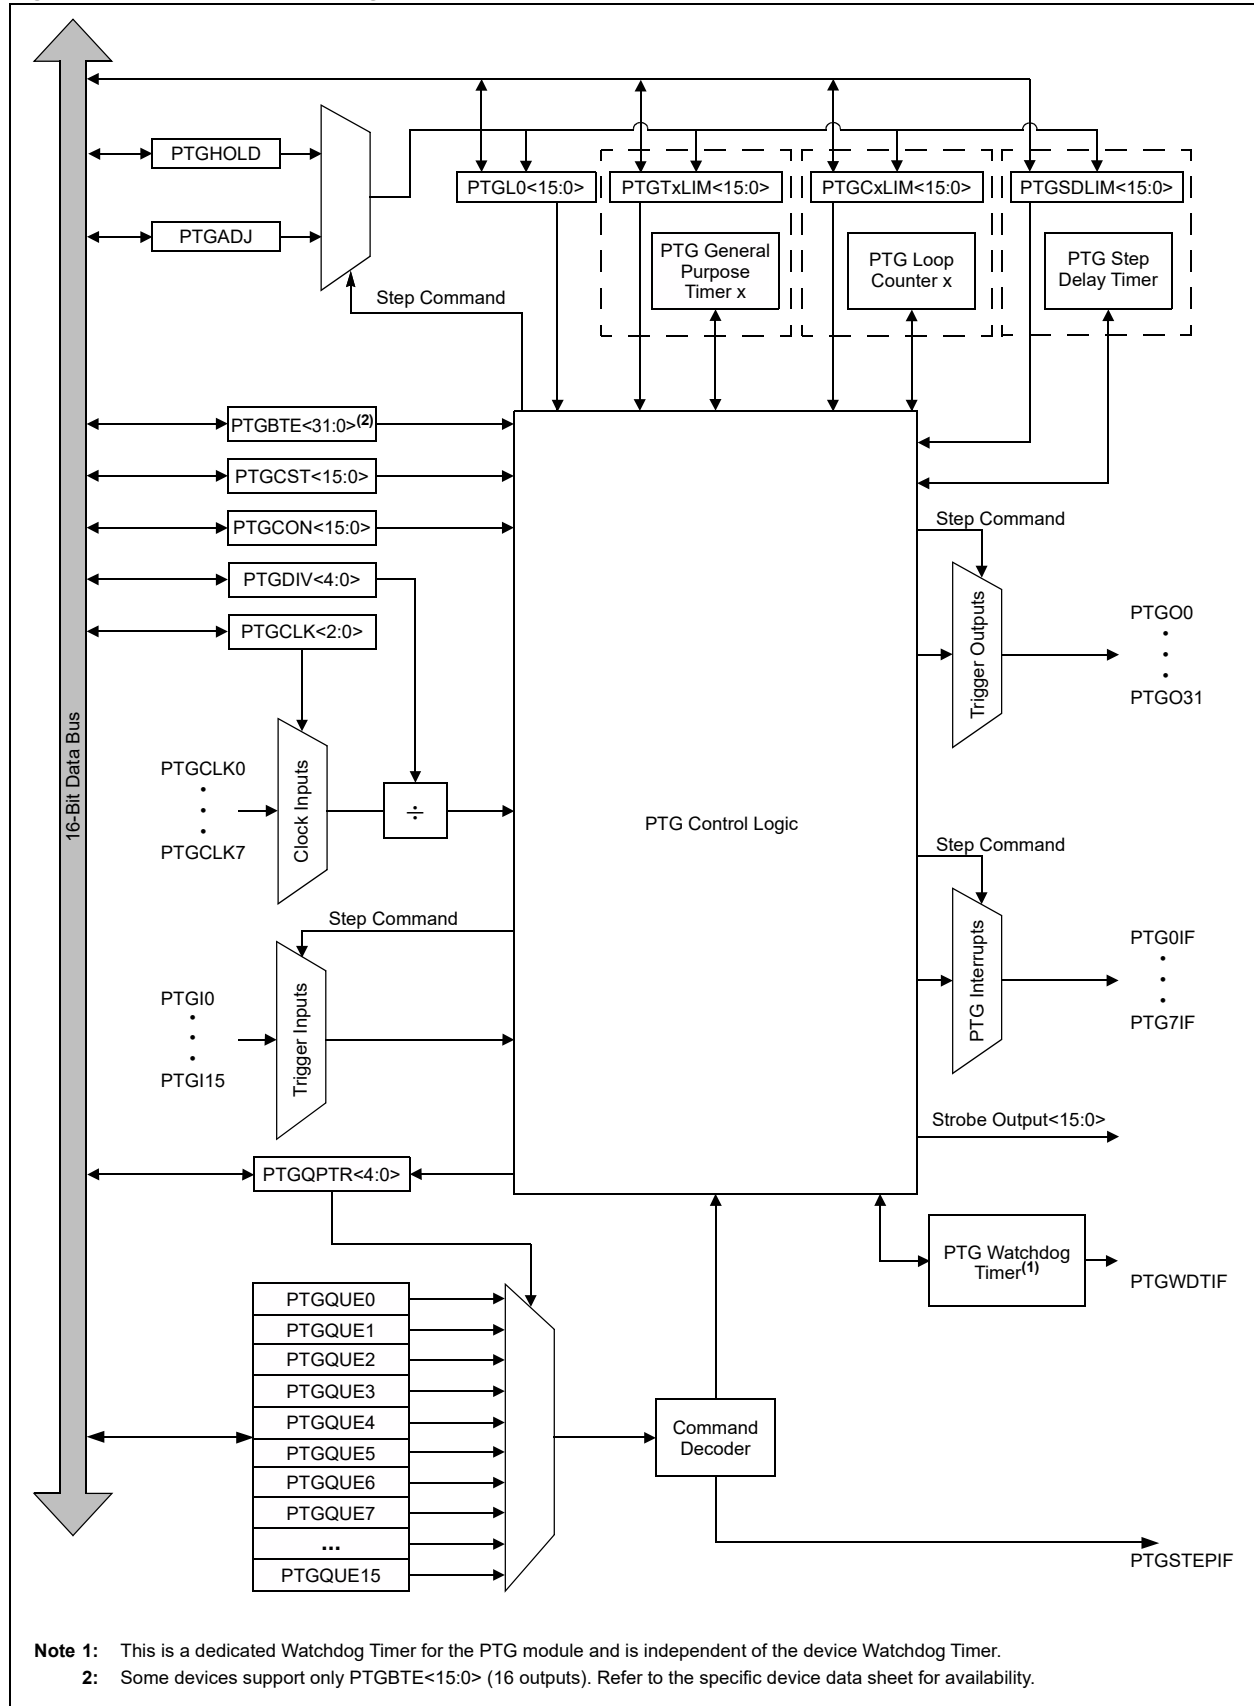 PTGHOLD
PTGADJ
PTGL0<15:0>
PTGTxLIM<15:0>
PTGCxLIM<15:0>
PTGSDLIM<15:0>
PTG General
Purpose
Timer x
PTG Loop
Counter x
PTG Step
Delay Timer
Step Command
PTGBTE<31:0>(2)
PTGCST<15:0>
PTGCON<15:0>
PTGDIV<4:0>
PTGCLK<2:0>
16-Bit Data Bus
PTGCLK0
PTGCLK7
Clock Inputs
÷
PTG Control Logic
Step Command
Trigger Outputs
PTGO0
PTGO31
Step Command
PTG Interrupts
PTG0IF
PTG7IF
Step Command
PTGI0
PTGI15
Trigger Inputs
Strobe Output<15:0>
PTGQPTR<4:0>
PTG Watchdog
Timer(1)
PTGWDTIF
PTGQUE0
PTGQUE1
PTGQUE2
PTGQUE3
PTGQUE4
PTGQUE5
PTGQUE6
PTGQUE7
...
PTGQUE15
Command
Decoder
PTGSTEPIF
Note 1: This is a dedicated Watchdog Timer for the PTG module and is independent of the device Watchdog Timer.
2: Some devices support only PTGBTE<15:0> (16 outputs). Refer to the specific device data sheet for availability.